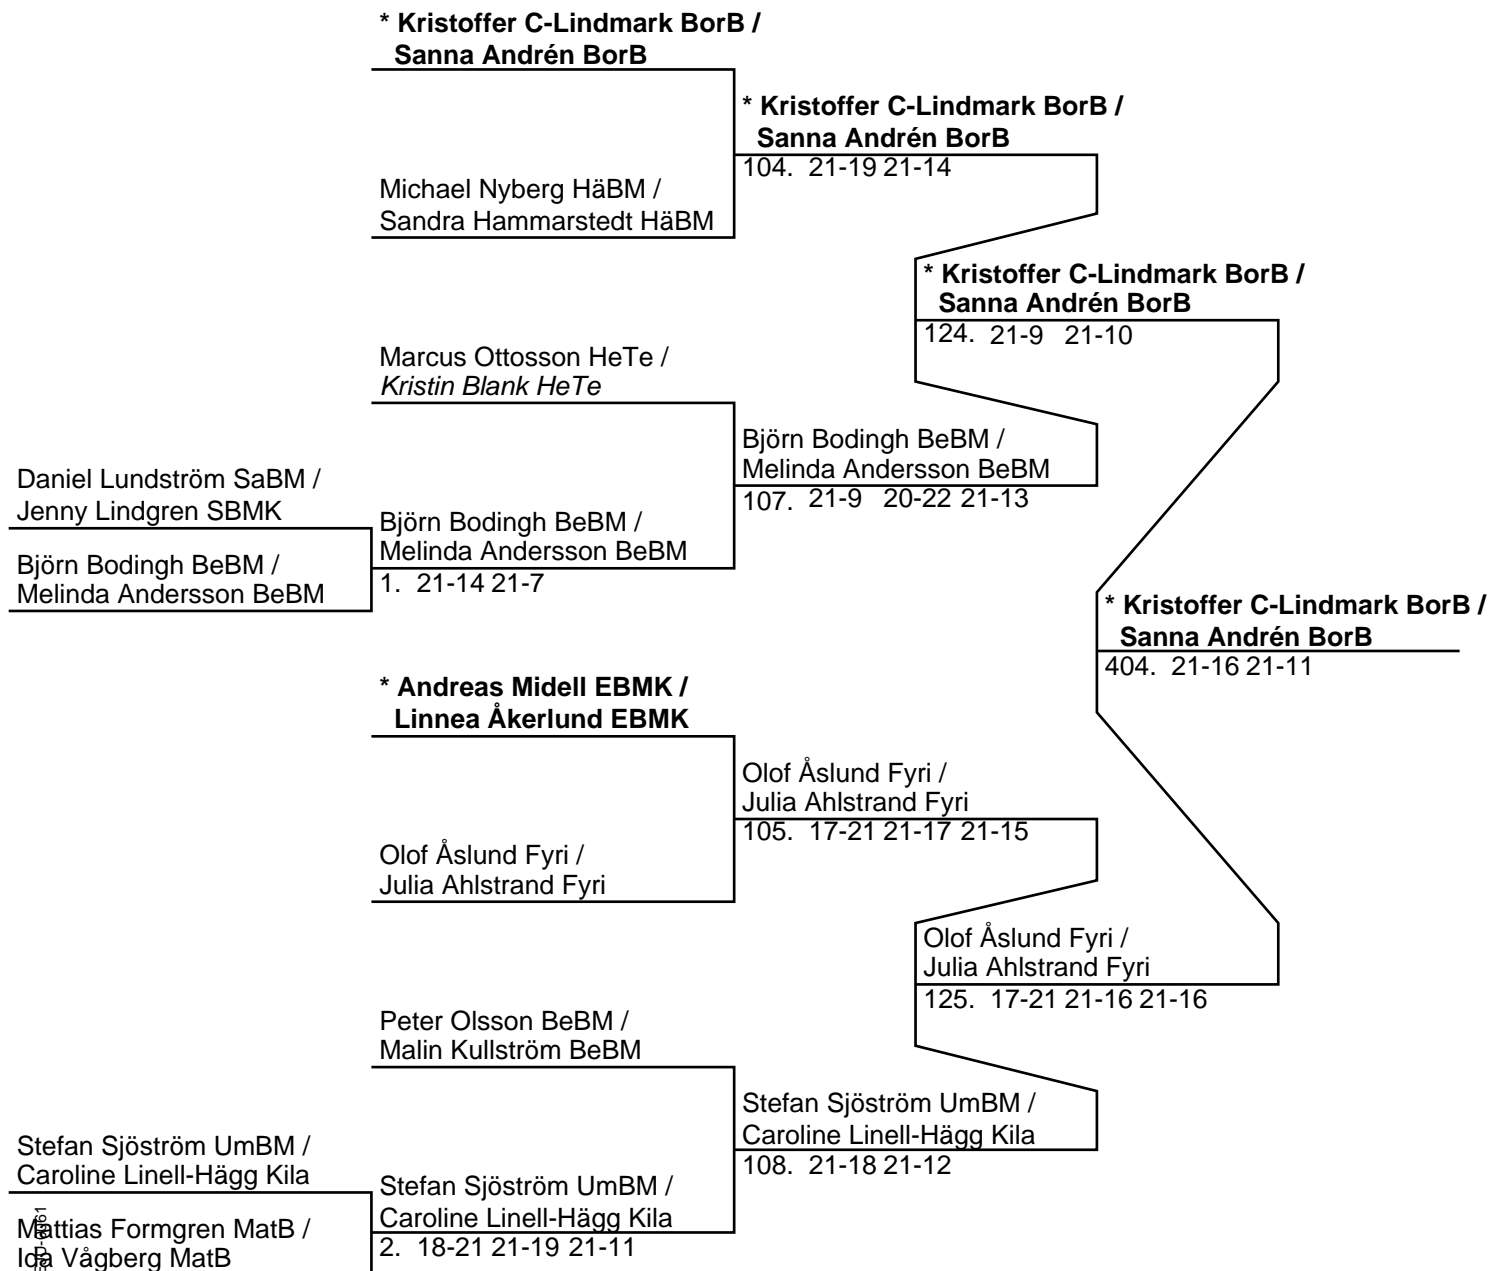 * Kristoffer C-Lindmark BorB /
Sanna Andrén BorB
* Kristoffer C-Lindmark BorB /
Sanna Andrén BorB
104. 21-19 21-14
Michael Nyberg HäBM /
Sandra Hammarstedt HäBM
* Kristoffer C-Lindmark BorB /
Sanna Andrén BorB
124. 21-9 21-10
Marcus Ottosson HeTe /
Kristin Blank HeTe
Björn Bodingh BeBM /
Melinda Andersson BeBM
107. 21-9 20-22 21-13
Daniel Lundström SaBM /
Jenny Lindgren SBMK
Björn Bodingh BeBM /
Melinda Andersson BeBM
1. 21-14 21-7
Björn Bodingh BeBM /
Melinda Andersson BeBM
* Kristoffer C-Lindmark BorB /
Sanna Andrén BorB
404. 21-16 21-11
* Andreas Midell EBMK /
Linnea Åkerlund EBMK
Olof Åslund Fyri /
Julia Ahlstrand Fyri
105. 17-21 21-17 21-15
Olof Åslund Fyri /
Julia Ahlstrand Fyri
Olof Åslund Fyri /
Julia Ahlstrand Fyri
125. 17-21 21-16 21-16
Peter Olsson BeBM /
Malin Kullström BeBM
Stefan Sjöström UmBM /
Caroline Linell-Hägg Kila
108. 21-18 21-12
Stefan Sjöström UmBM /
Caroline Linell-Hägg Kila
Stefan Sjöström UmBM /
Caroline Linell-Hägg Kila
2. 18-21 21-19 21-11
Mattias Formgren MatB /
Ida Vågberg MatB